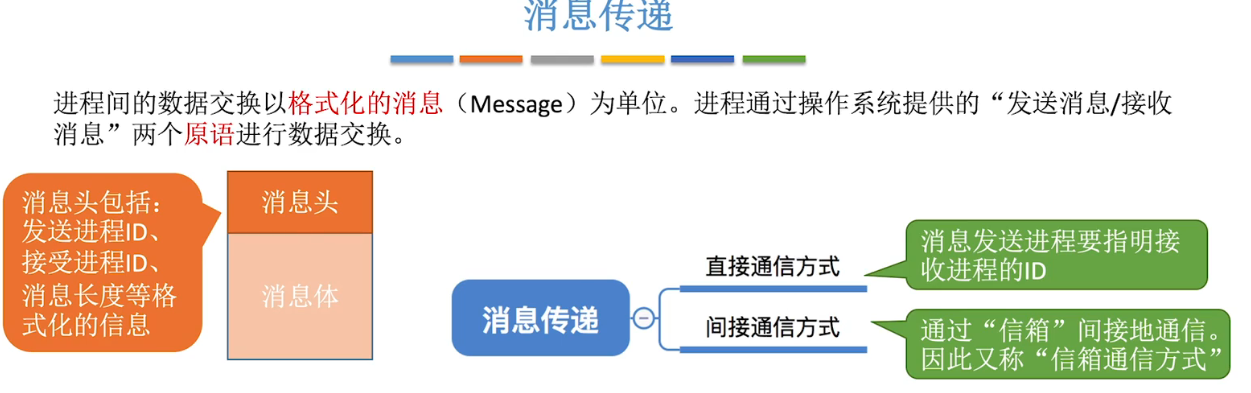 消息传递
进程间的数据交换以格式化的消息（Message）为单位。进程通过操作系统提供的“发送消息/接收
消息”两个原语进行数据交换。
消息头包括：
发送进程ID、
接受进程ID、
消息长度等格
式化的信息
消息头
消息体
消息传递
直接通信方式
消息发送进程要指明接
收进程的ID
间接通信方式
通过“信箱”间接地通信。
因此又称“信箱通信方式”